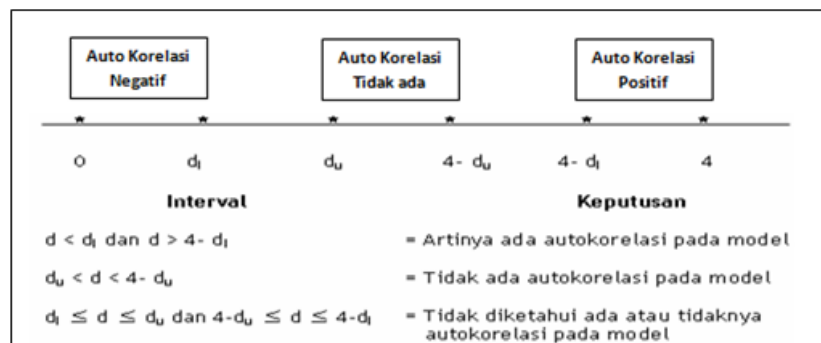 Auto Korelasi
Negatif
Auto Korelasi
Tidak ada
Auto Korelasi
Positif
* * * * * *
0 dₗ dᵤ 4- dᵤ 4- dₗ 4
Interval Keputusan
d < dₗ dan d > 4- dₗ = Artinya ada autokorelasi pada model
dᵤ < d < 4- dᵤ = Tidak ada autokorelasi pada model
dₗ ≤ d ≤ dᵤ dan 4-dᵤ ≤ d ≤ 4-dₗ = Tidak diketahui ada atau tidaknya
autokorelasi pada model